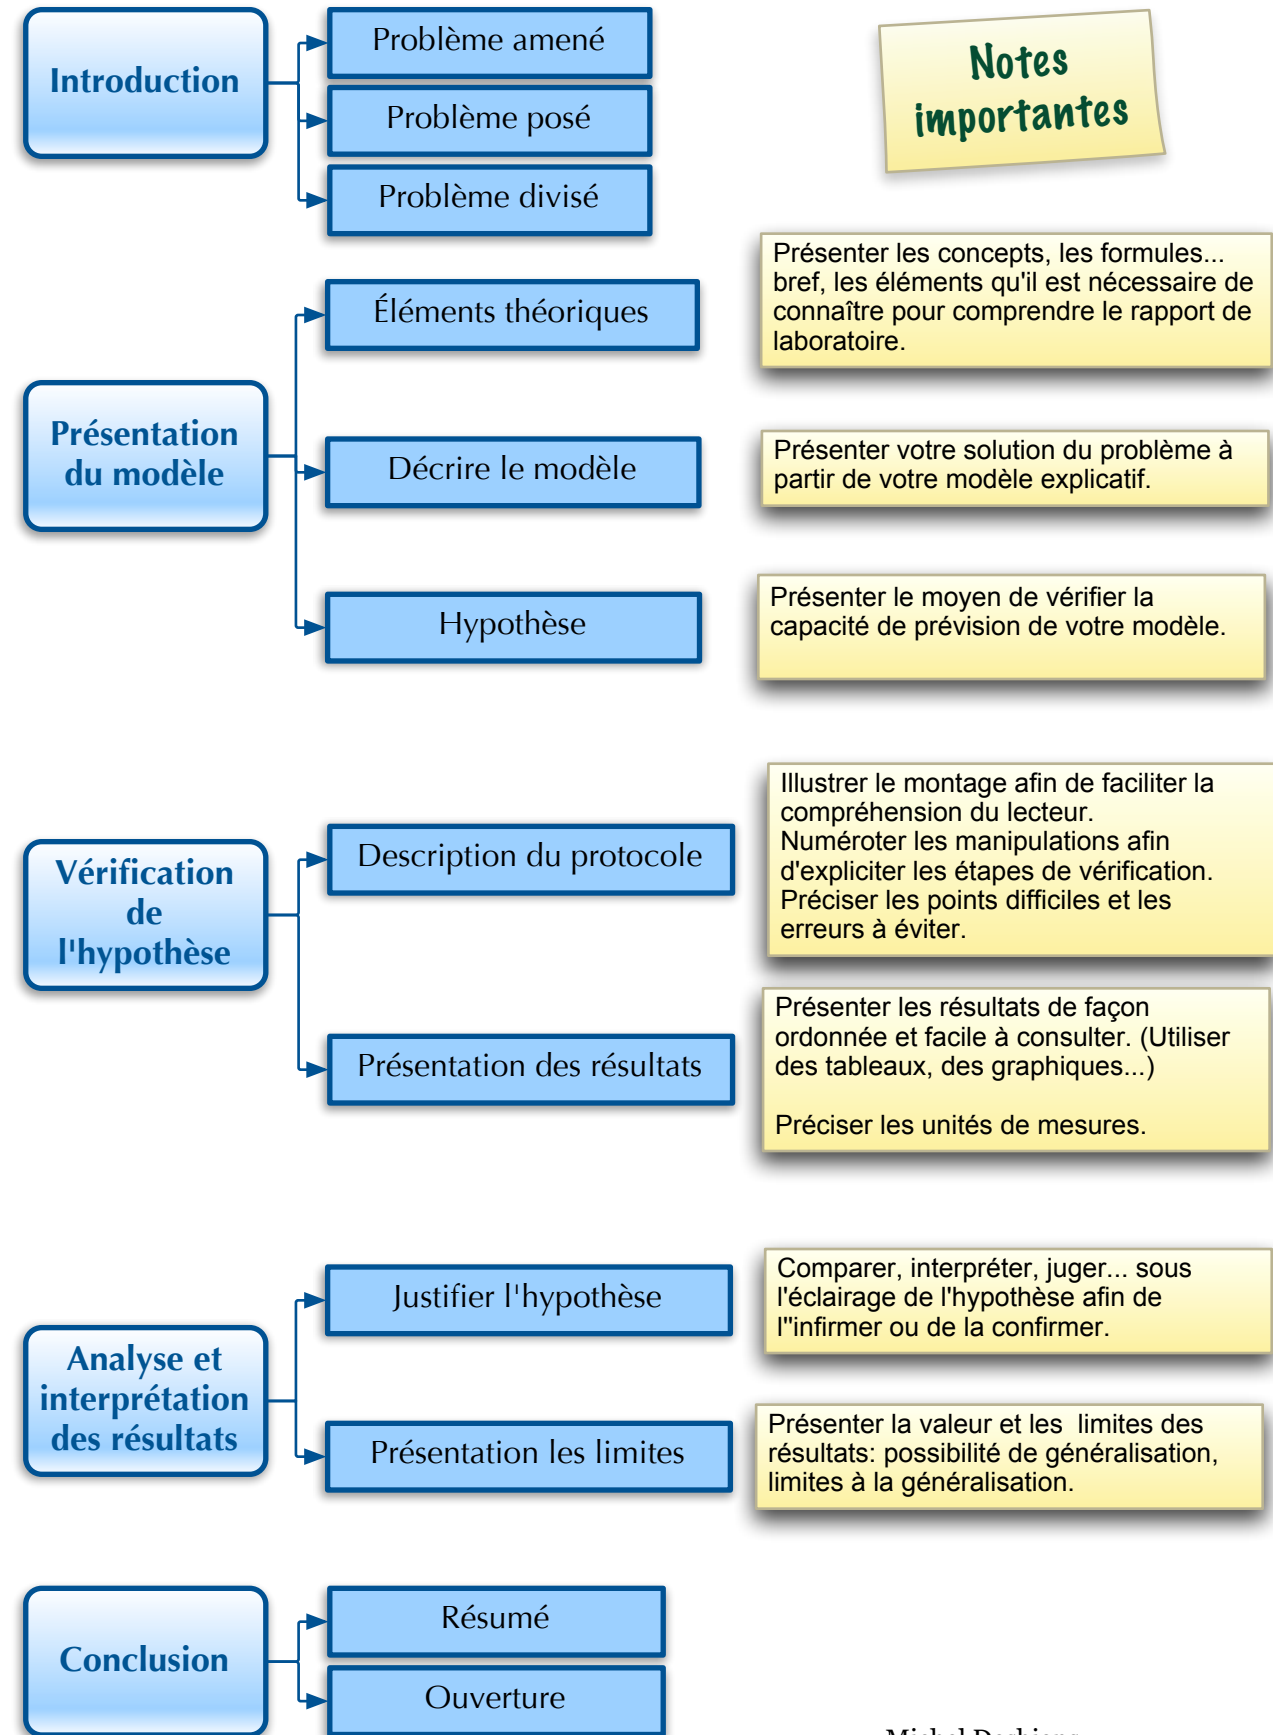 Introduction
Problème amené
Problème posé
Problème divisé
Notes
importantes
Présentation
du modèle
Éléments théoriques
Présenter les concepts, les formules...
bref, les éléments qu'il est nécessaire de
connaître pour comprendre le rapport de
laboratoire.
Décrire le modèle
Présenter votre solution du problème à
partir de votre modèle explicatif.
Hypothèse
Présenter le moyen de vérifier la
capacité de prévision de votre modèle.
Vérification
de
l'hypothèse
Description du protocole
Illustrer le montage afin de faciliter la
compréhension du lecteur.
Numéroter les manipulations afin
d'expliciter les étapes de vérification.
Préciser les points difficiles et les
erreurs à éviter.
Présentation des résultats
Présenter les résultats de façon
ordonnée et facile à consulter. (Utiliser
des tableaux, des graphiques...)
Préciser les unités de mesures.
Analyse et
interprétation
des résultats
Justifier l'hypothèse
Comparer, interpréter, juger... sous
l'éclairage de l'hypothèse afin de
l''infirmer ou de la confirmer.
Présentation les limites
Présenter la valeur et les  limites des
résultats: possibilité de généralisation,
limites à la généralisation.
Conclusion
Résumé
Ouverture